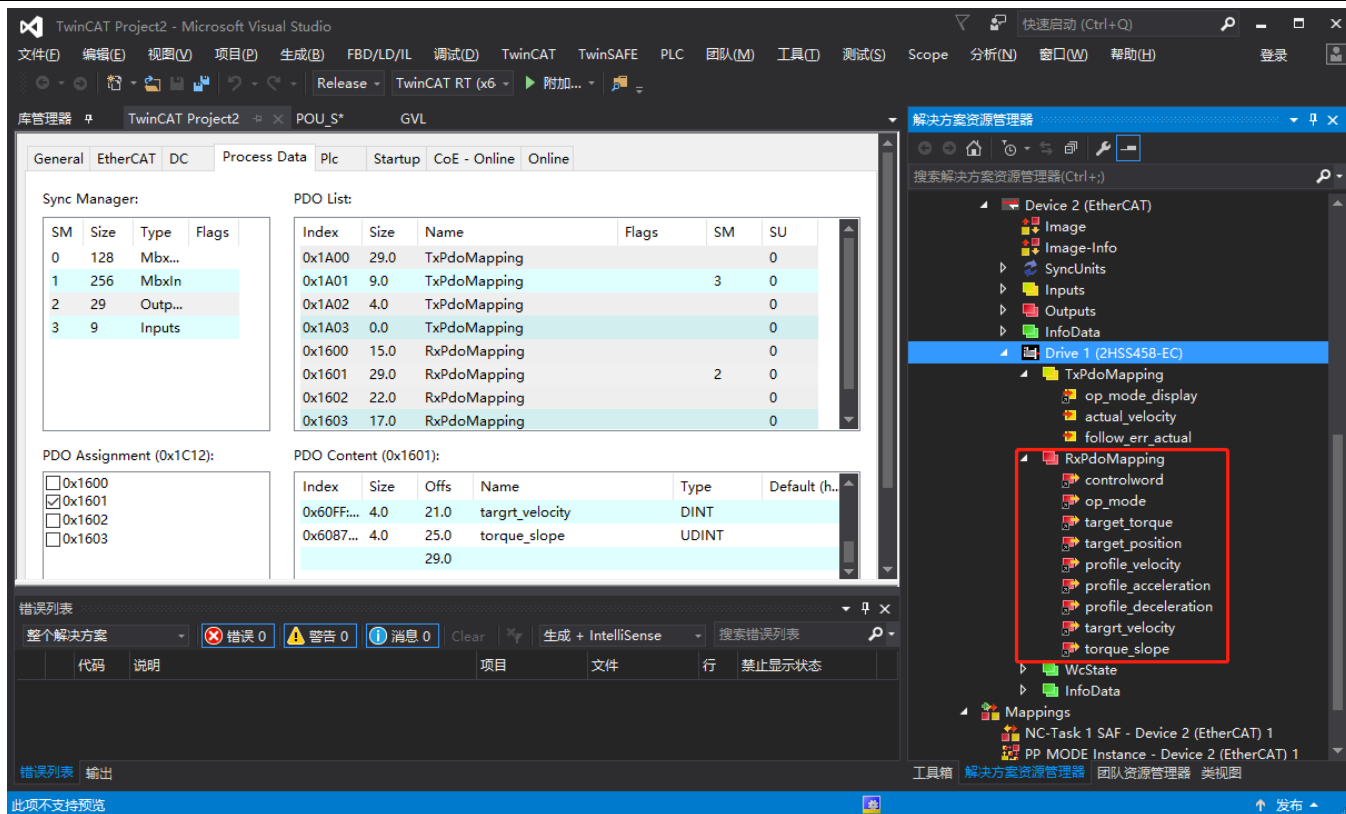 TwinCAT Project2 - Microsoft Visual Studio
快速启动 (Ctrl+Q)
文件(F) 编辑(E) 视图(V) 项目(P) 生成(B) FBD/LD/IL 调试(D) TwinCAT TwinSAFE PLC 团队(M) 工具(T) 测试(S) Scope 分析(N) 窗口(W) 帮助(H) 登录
Release TwinCAT RT (x6 附加...
库管理器 TwinCAT Project2 POU_S* GVL
General EtherCAT DC Process Data Plc Startup CoE - Online Online
Sync Manager:
SM Size Type Flags
0 128 Mbx...
1 256 MbxIn
2 29 Outp...
3 9 Inputs
PDO List:
Index Size Name Flags SM SU
0x1A00 29.0 TxPdoMapping 0
0x1A01 9.0 TxPdoMapping 3 0
0x1A02 4.0 TxPdoMapping 0
0x1A03 0.0 TxPdoMapping 0
0x1600 15.0 RxPdoMapping 0
0x1601 29.0 RxPdoMapping 2 0
0x1602 22.0 RxPdoMapping 0
0x1603 17.0 RxPdoMapping 0
PDO Assignment (0x1C12):
0x1600
0x1601
0x1602
0x1603
PDO Content (0x1601):
Index Size Offs Name Type Default (h...
0x60FF:... 4.0 21.0 targrt_velocity DINT
0x6087... 4.0 25.0 torque_slope UDINT
29.0
错误列表
整个解决方案 错误 0 警告 0 消息 0 Clear 生成 + IntelliSense 搜索错误列表
代码 说明 项目 文件 行 禁止显示状态
错误列表 输出
解决方案资源管理器
搜索解决方案资源管理器(Ctrl+;)
Device 2 (EtherCAT)
Image
Image-Info
SyncUnits
Inputs
Outputs
InfoData
Drive 1 (2HSS458-EC)
TxPdoMapping
op_mode_display
actual_velocity
follow_err_actual
RxPdoMapping
controlword
op_mode
target_torque
target_position
profile_velocity
profile_acceleration
profile_deceleration
targrt_velocity
torque_slope
WcState
InfoData
Mappings
NC-Task 1 SAF - Device 2 (EtherCAT) 1
PP MODE Instance - Device 2 (EtherCAT) 1
工具箱 解决方案资源管理器 团队资源管理器 类视图
此项不支持预览
发布